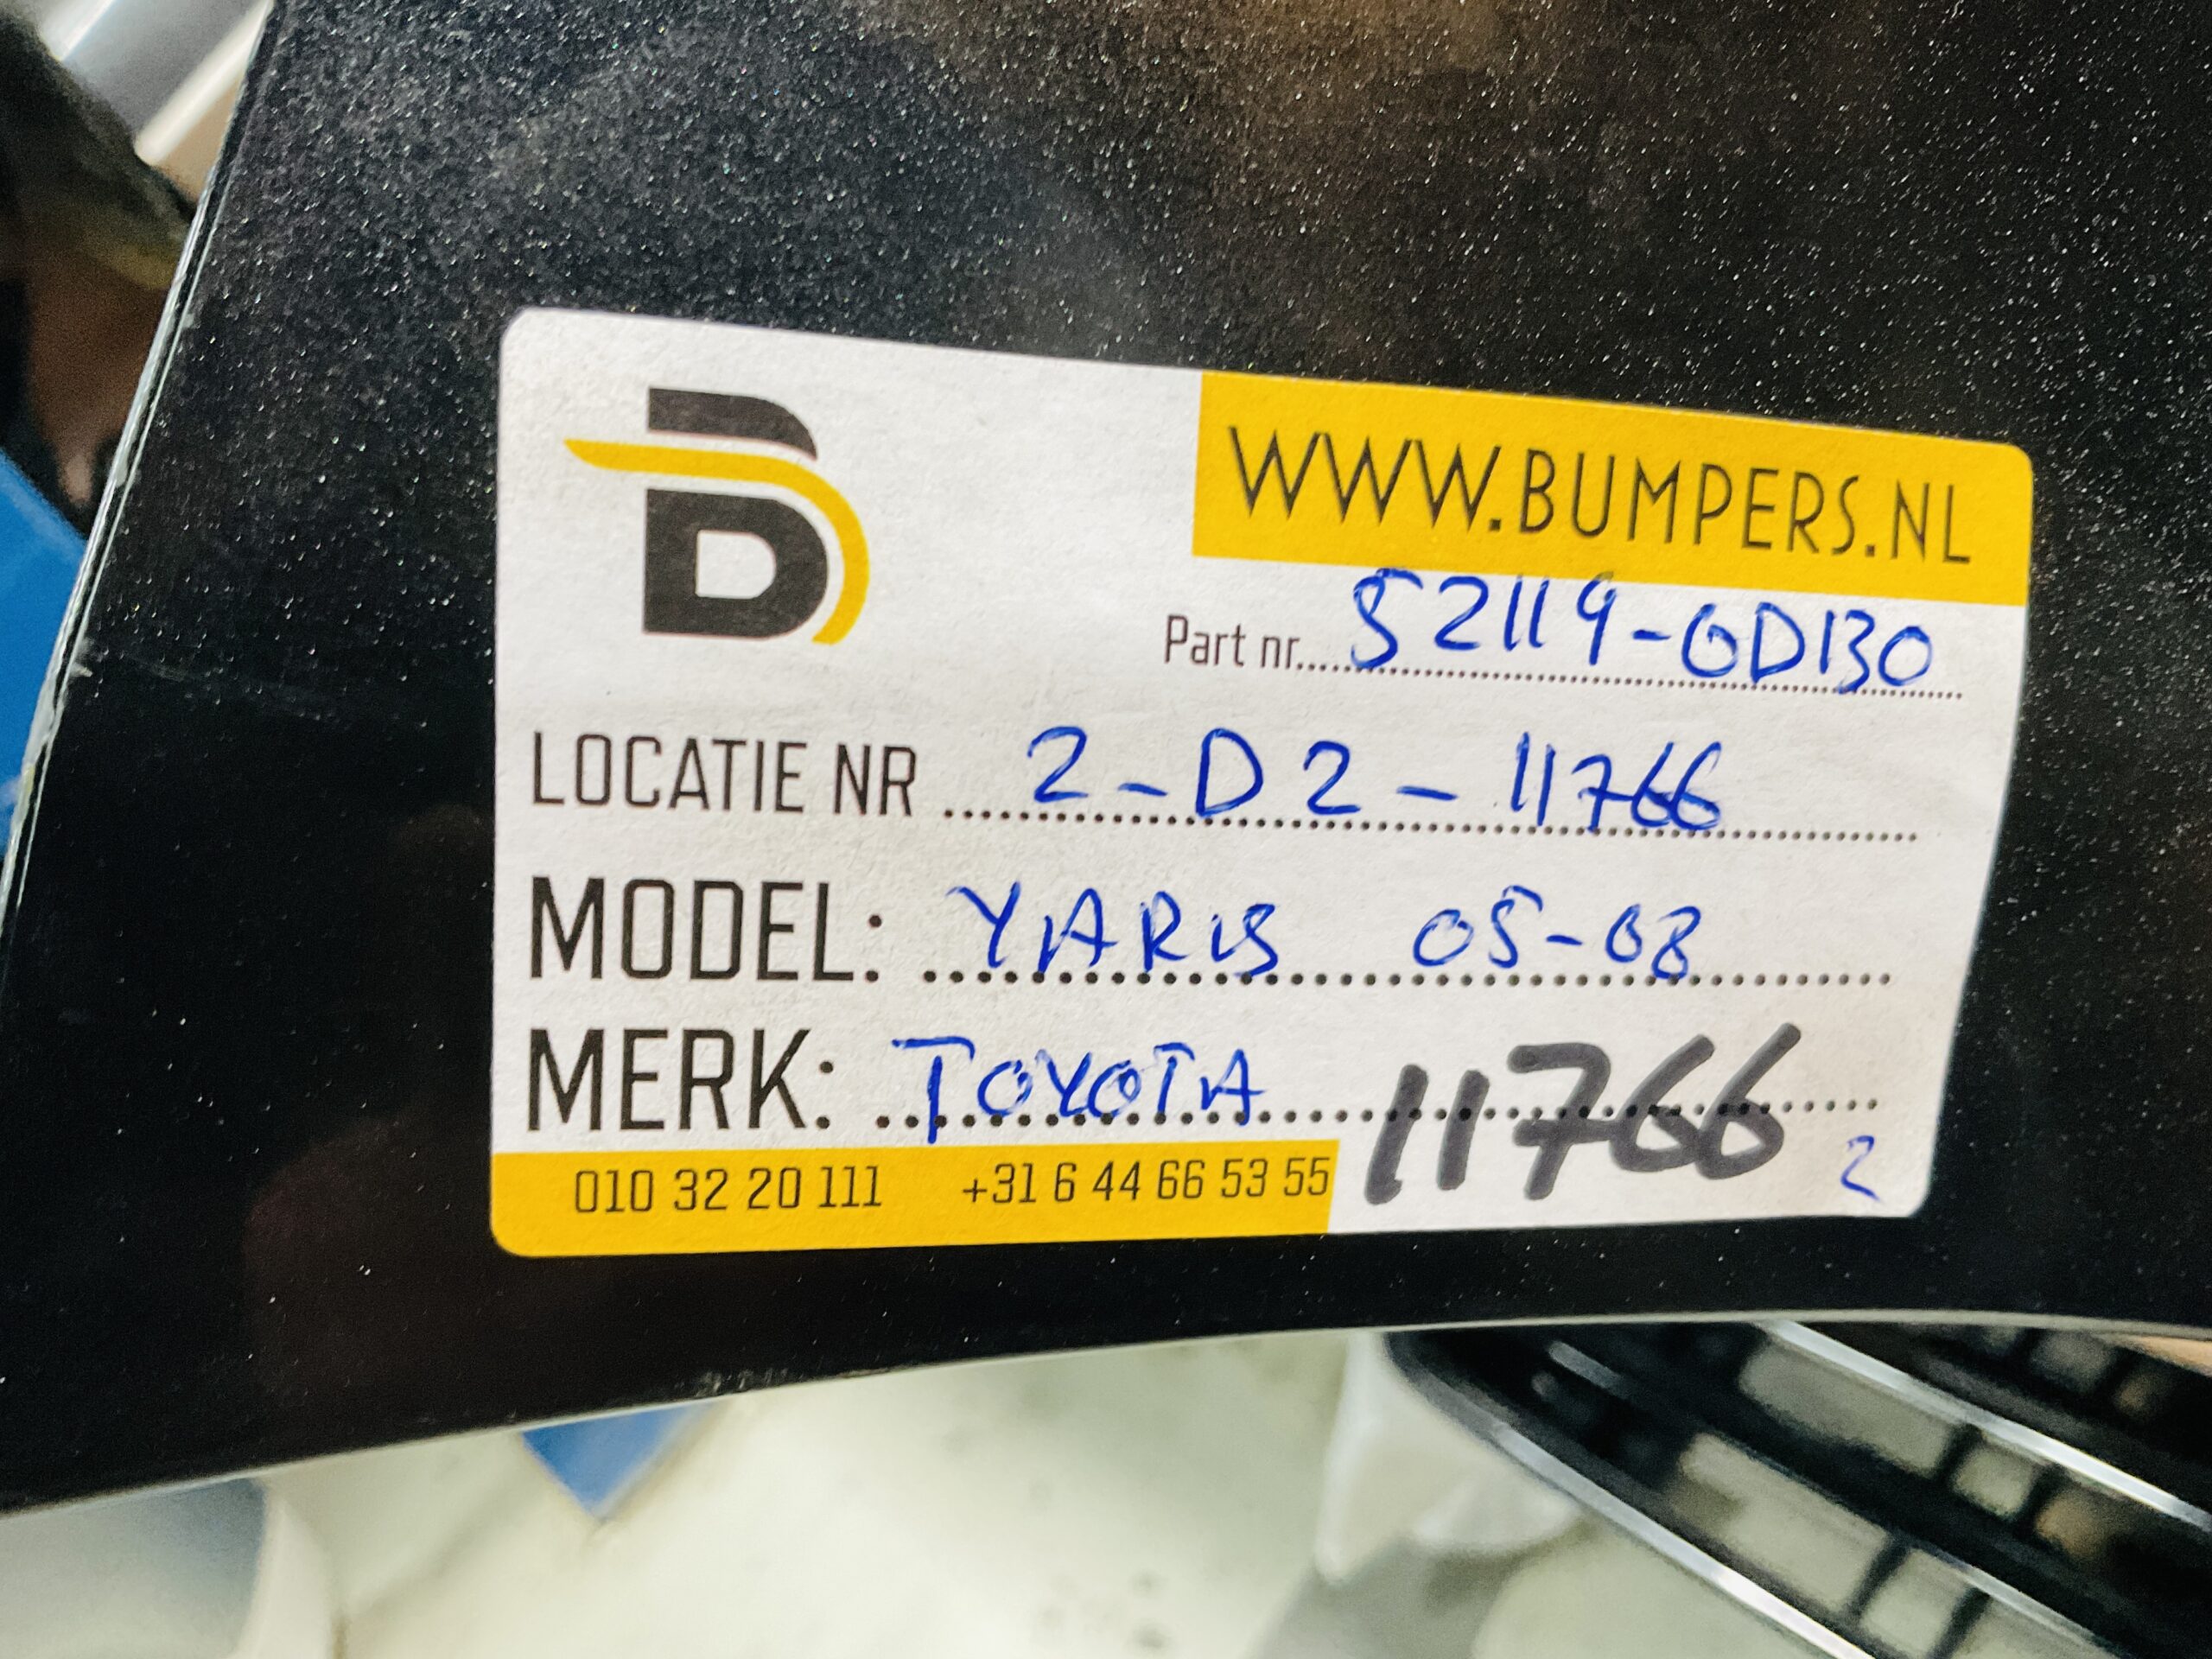 B
WWW.BUMPERS.NL
Part nr. 52119-0D130
LOCATIE NR 2-D2-11766
MODEL: YARIS 05-08
MERK: TOYOTA
11766
2
010 32 20 111 +31 6 44 66 53 55